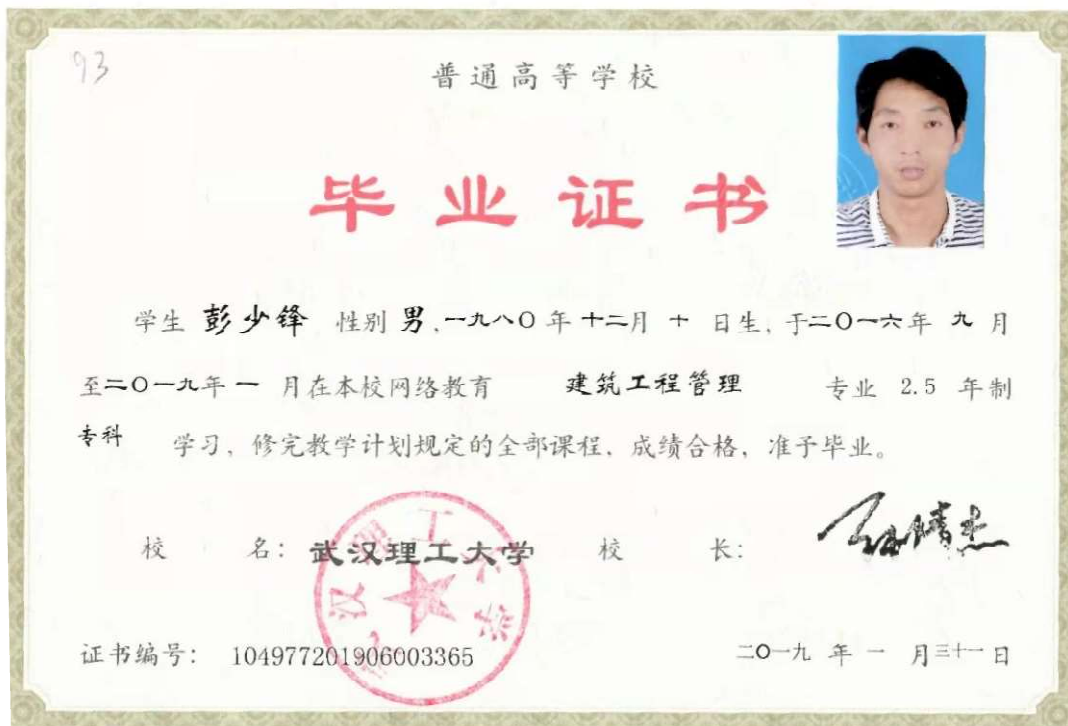 93
普通高等学校
毕业证书
学生 彭少锋 性别 男,一九八〇年十二月十日生,于二〇一六年九月
至二〇一九年一月在本校网络教育 建筑工程管理 专业 2.5 年制
专科 学习,修完教学计划规定的全部课程,成绩合格,准予毕业。
校 名:武汉理工大学 校 长:
武汉理工大学
证书编号:104977201906003365 二〇一九年一月三十一日